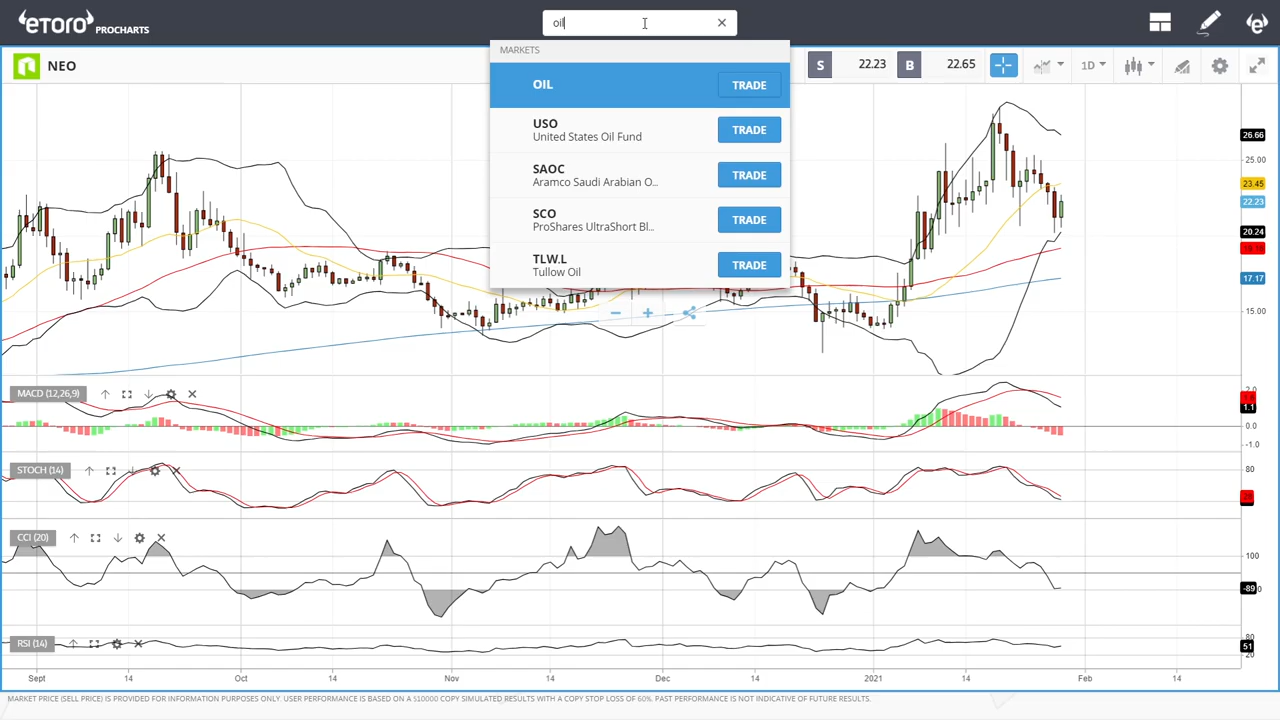 eToro PROCHARTS
oil
MARKETS
OIL TRADE
USO
United States Oil Fund
TRADE
SAOC
Aramco Saudi Arabian O...
TRADE
SCO
ProShares UltraShort Bl...
TRADE
TLW.L
Tullow Oil
TRADE
NEO
S 22.23 B 22.65 1D
26.66
25.00
23.45
22.23
20.24
17.17
15.00
MACD (12,26,9)
2.0
1.1
0.0
-1.0
STOCH (14)
80
CCI (20)
100
-89
RSI (14)
80
51
20
Sept 14 Oct 14 Nov 14 Dec 14 2021 14 Feb 14
MARKET PRICE (SELL PRICE) IS PROVIDED FOR INFORMATION PURPOSES ONLY. USER PERFORMANCE IS BASED ON A $10000 COPY SIMULATED RESULTS WITH A COPY STOP LOSS OF 60%. PAST PERFORMANCE IS NOT INDICATIVE OF FUTURE RESULTS.